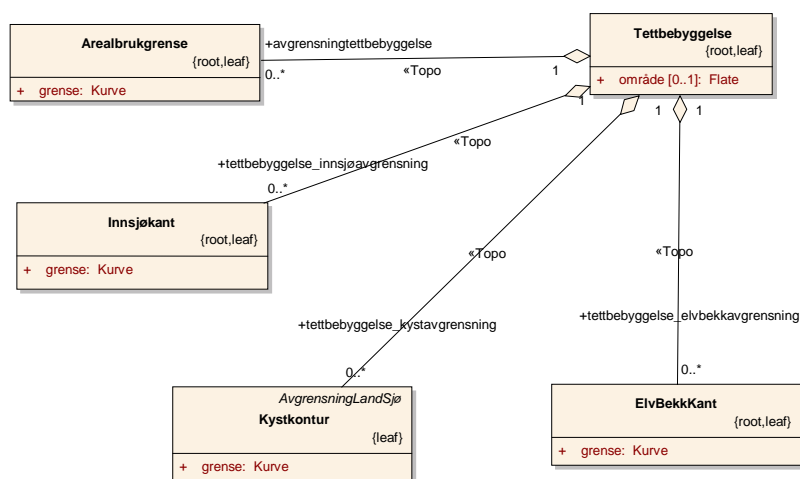 Arealbrukgrense
{root,leaf}
+ grense: Kurve
+avgrensningtettbebyggelse
0..*
«Topo
1
Tettbebyggelse
{root,leaf}
+ område [0..1]: Flate
1
«Topo
+tettbebyggelse_innsjøavgrensning
0..*
Innsjøkant
{root,leaf}
+ grense: Kurve
1
«Topo
+tettbebyggelse_kystavgrensning
0..*
AvgrensningLandSjø
Kystkontur
{leaf}
+ grense: Kurve
1
«Topo
+tettbebyggelse_elvbekkavgrensning
0..*
ElvBekkKant
{root,leaf}
+ grense: Kurve